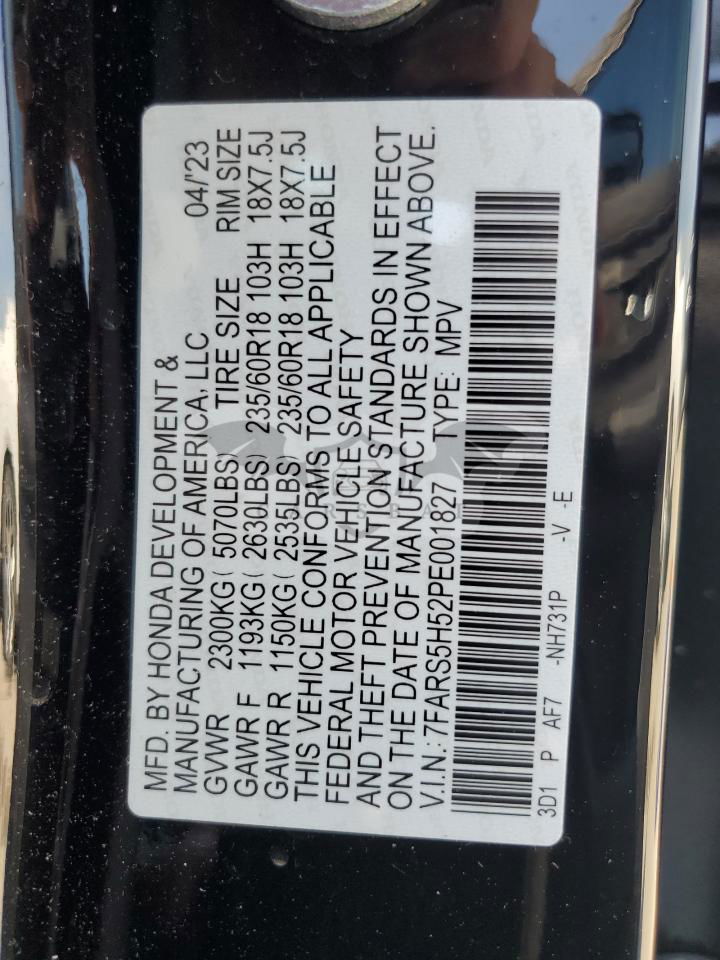 MFD. BY HONDA DEVELOPMENT &
MANUFACTURING OF AMERICA, LLC 04/'23
GVWR 2300KG( 5070LBS) TIRE SIZE RIM SIZE
GAWR F 1193KG( 2630LBS) 235/60R18 103H 18X7.5J
GAWR R 1150KG( 2535LBS) 235/60R18 103H 18X7.5J
THIS VEHICLE CONFORMS TO ALL APPLICABLE
FEDERAL MOTOR VEHICLE SAFETY
AND THEFT PREVENTION STANDARDS IN EFFECT
ON THE DATE OF MANUFACTURE SHOWN ABOVE.
V.I.N.:7FARS5H52PE001827 TYPE: MPV
3D1 P AF7 -NH731P -V -E